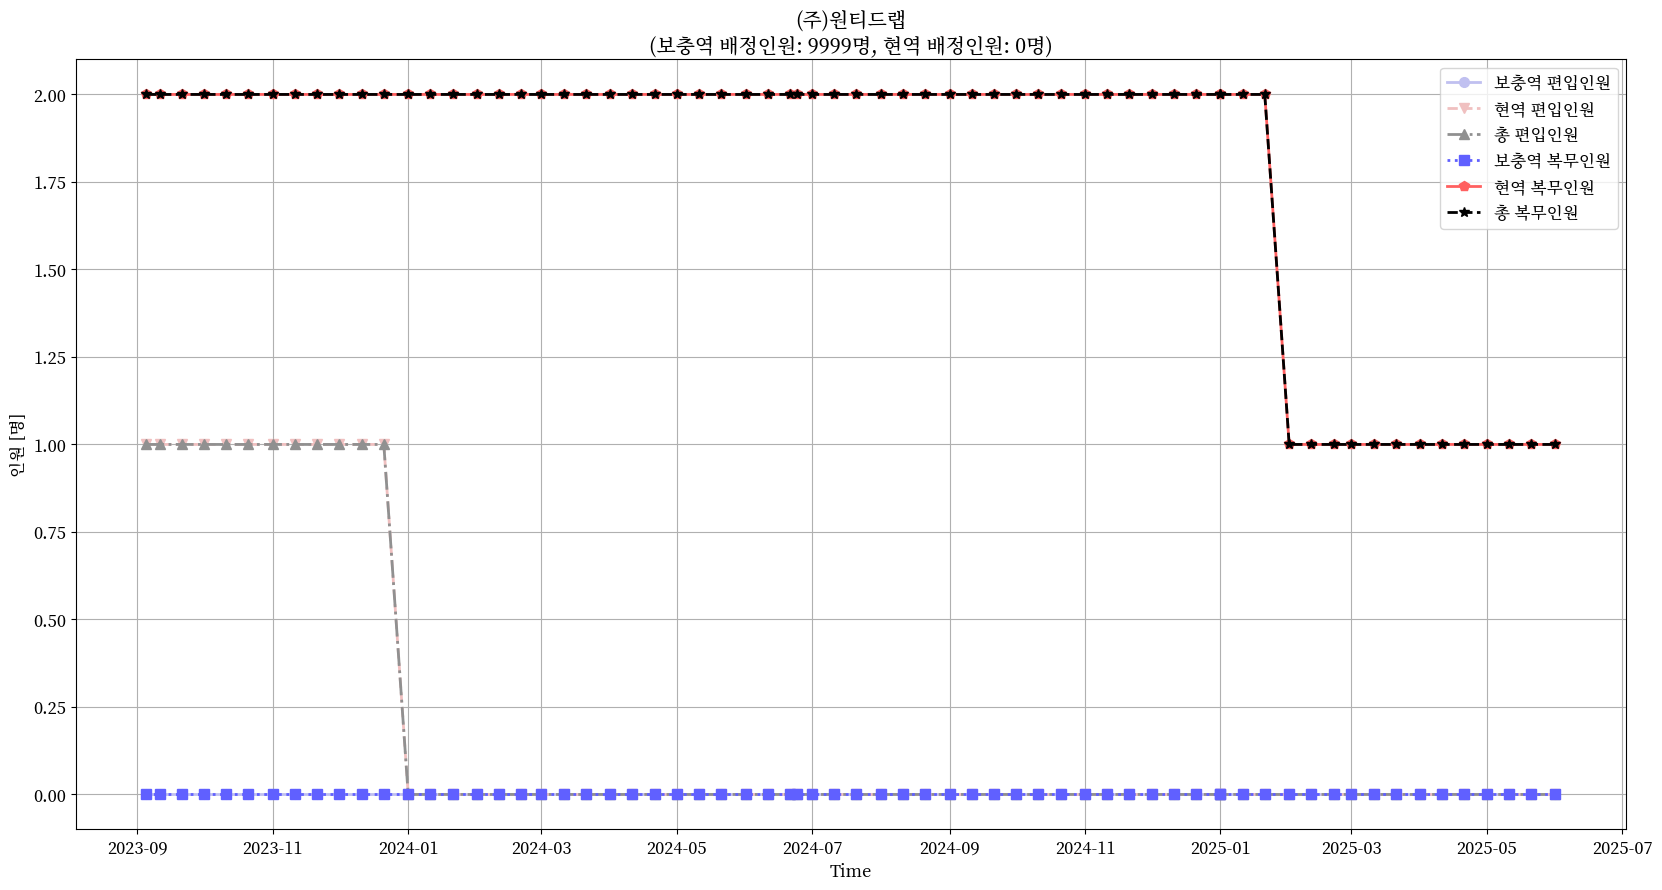 (주)원티드랩
(보충역 배정인원: 9999명, 현역 배정인원: 0명)
보충역 편입인원
현역 편입인원
총 편입인원
보충역 복무인원
현역 복무인원
총 복무인원
인원 [명]
2.00
1.75
1.50
1.25
1.00
0.75
0.50
0.25
0.00
2023-09 2023-11 2024-01 2024-03 2024-05 2024-07 2024-09 2024-11 2025-01 2025-03 2025-05 2025-07
Time